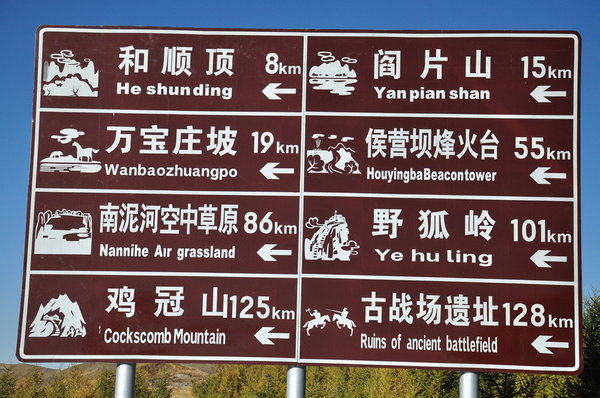 和顺顶 8km
He shunding
阎片山 15km
Yanpianshan
万宝庄坡 19km
Wanbaozhuangpo
侯营坝烽火台 55km
HouyingbaBeacontower
南泥河空中草原 86km
Nannihe Air grassland
野狐岭 101km
Ye hu ling
鸡冠山 125km
Cockscomb Mountain
古战场遗址 128km
Ruins of ancient battlefield